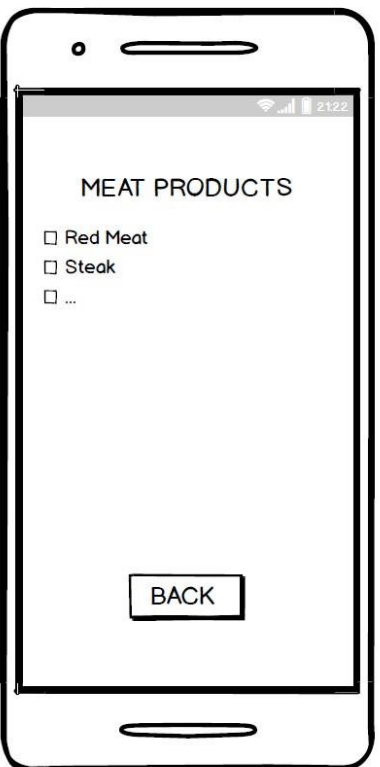 21:22
MEAT PRODUCTS
Red Meat
Steak
...
BACK